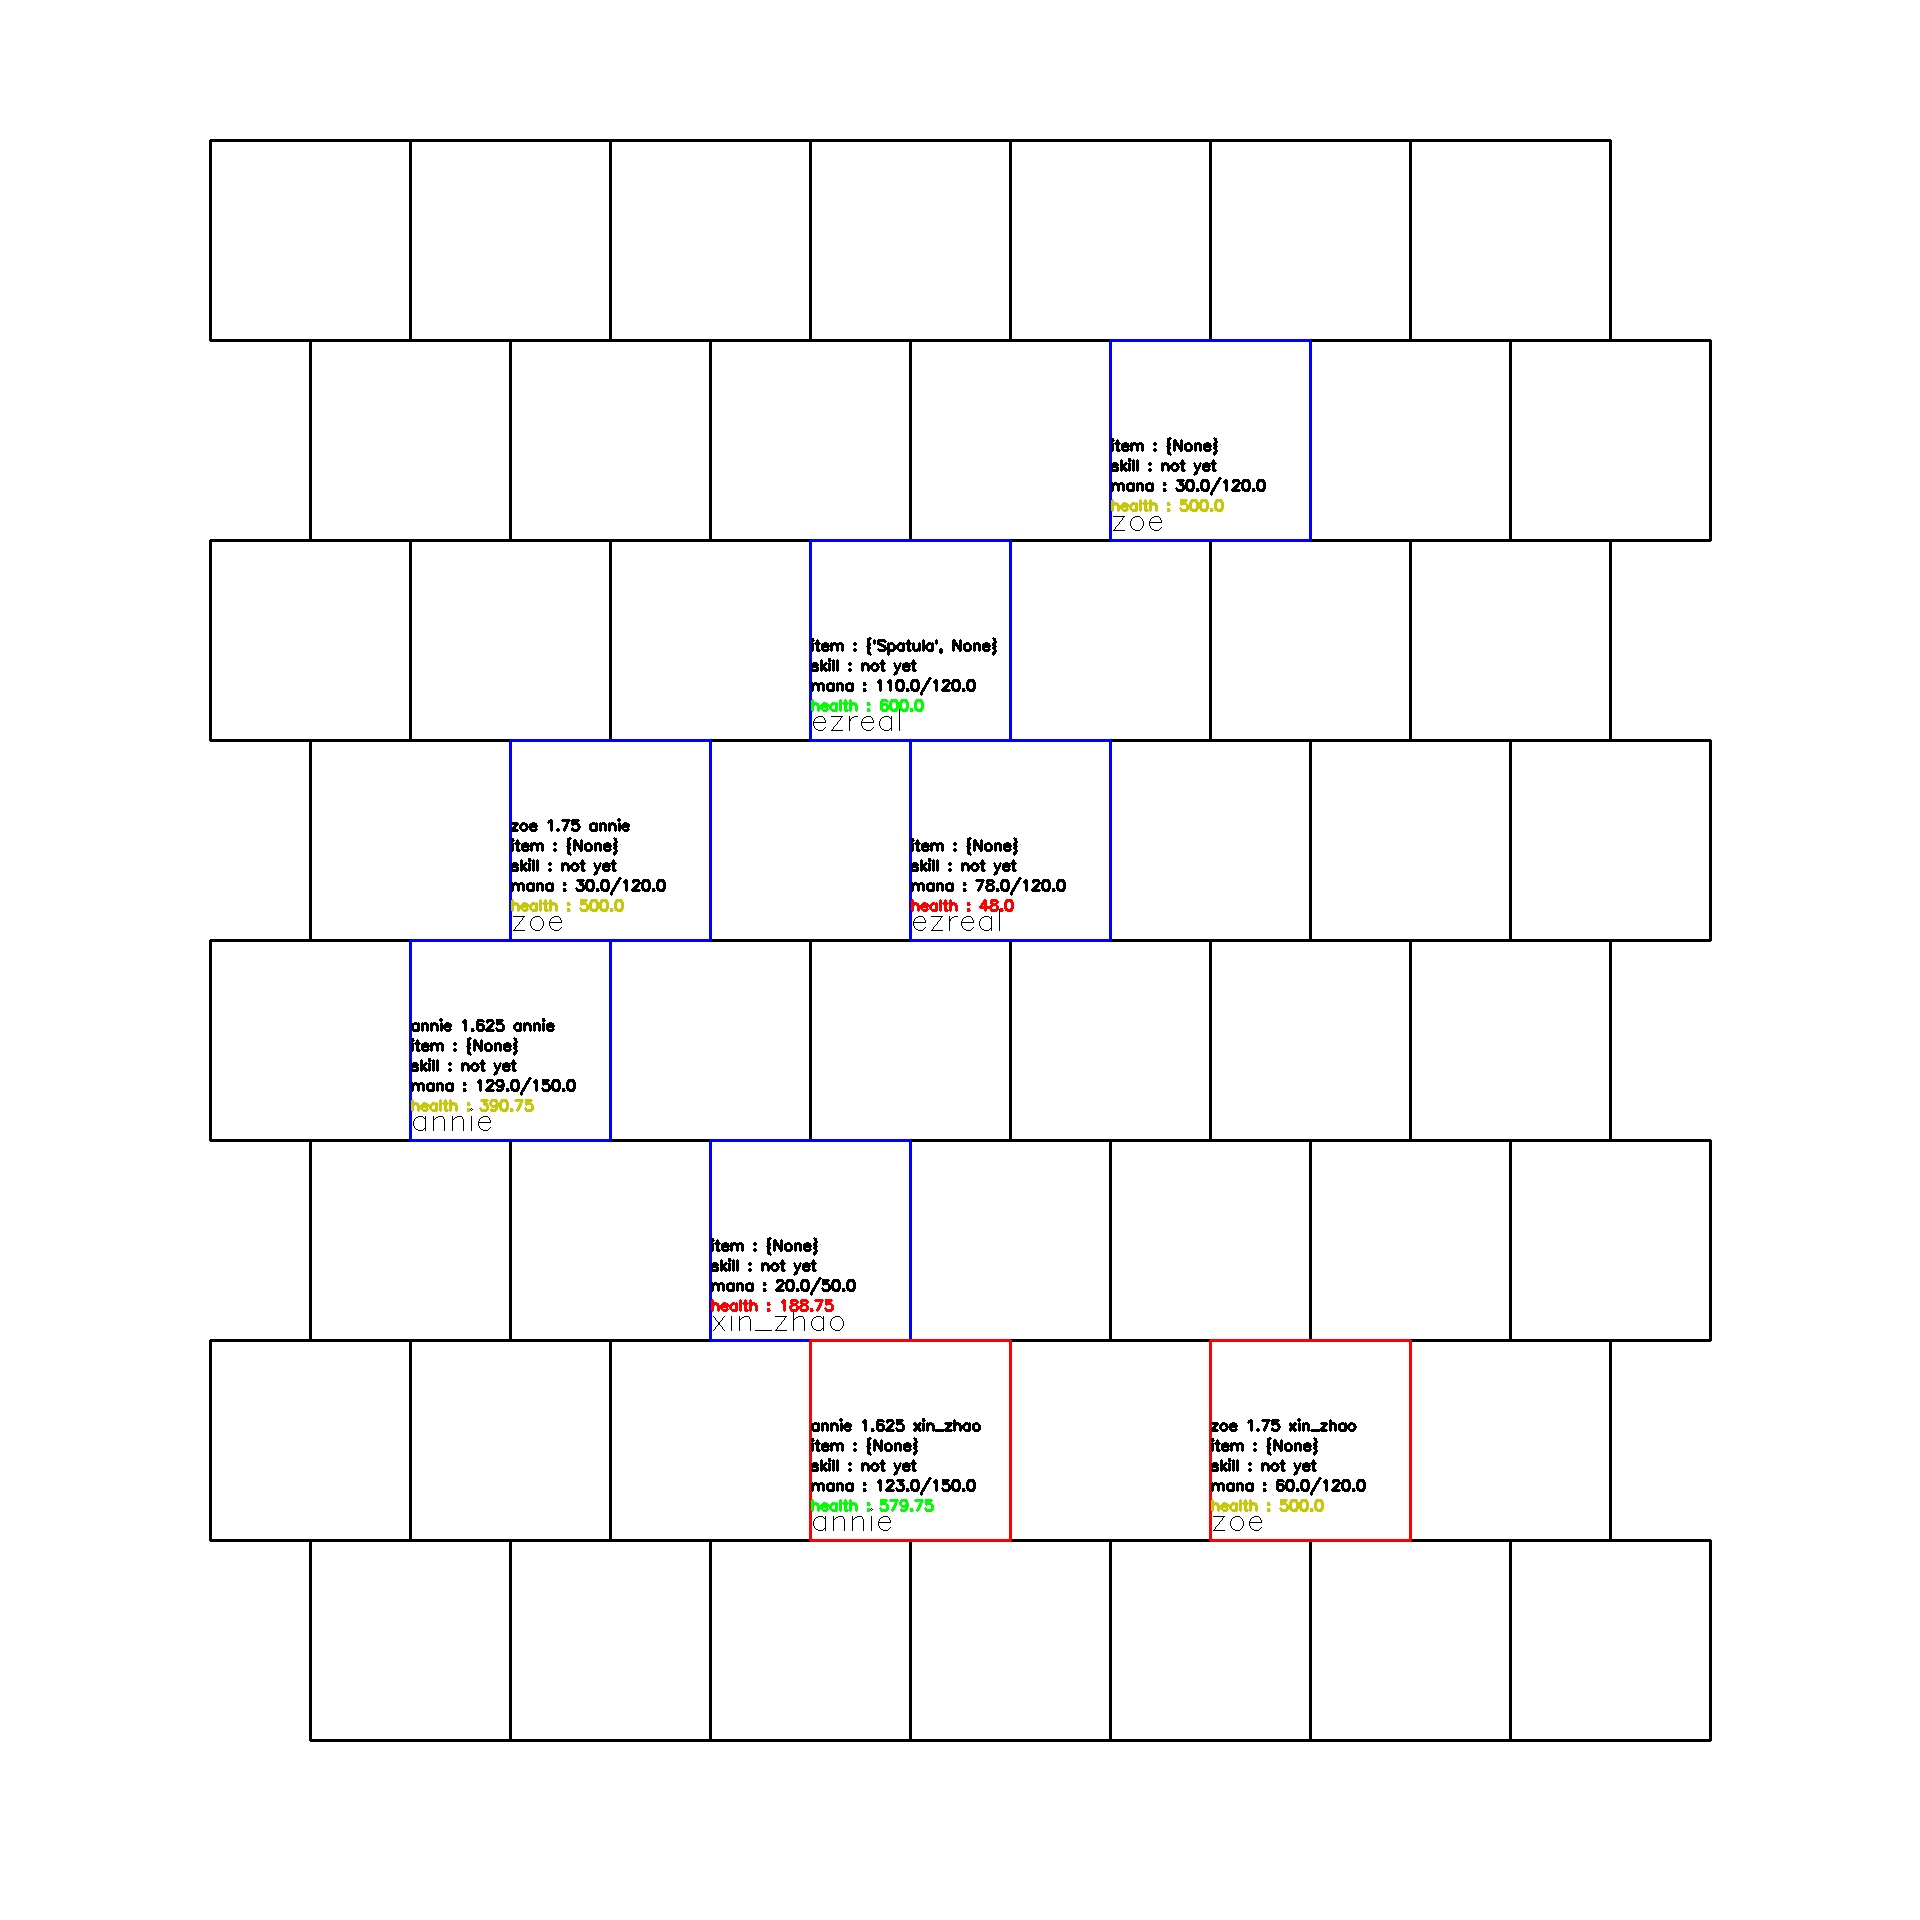 item : {None}
skill : not yet
mana : 30.0/120.0
health : 500.0
zoe
item : {'Spatula', None}
skill : not yet
mana : 110.0/120.0
health : 600.0
ezreal
zoe 1.75 annie
item : {None}
skill : not yet
mana : 30.0/120.0
health : 500.0
zoe
item : {None}
skill : not yet
mana : 78.0/120.0
health : 48.0
ezreal
annie 1.625 annie
item : {None}
skill : not yet
mana : 129.0/150.0
health : 390.75
annie
item : {None}
skill : not yet
mana : 20.0/50.0
health : 188.75
xin_zhao
annie 1.625 xin_zhao
item : {None}
skill : not yet
mana : 123.0/150.0
health : 579.75
annie
zoe 1.75 xin_zhao
item : {None}
skill : not yet
mana : 60.0/120.0
health : 500.0
zoe